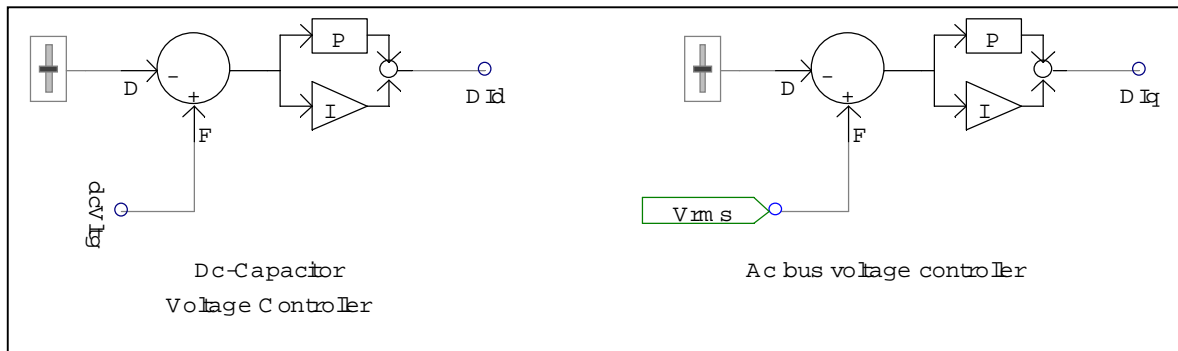 P
D
-
+
I
DId
F
dcVltg
Dc-Capacitor
Voltage Controller
P
D
-
+
I
DIq
F
Vrms
Ac bus voltage controller